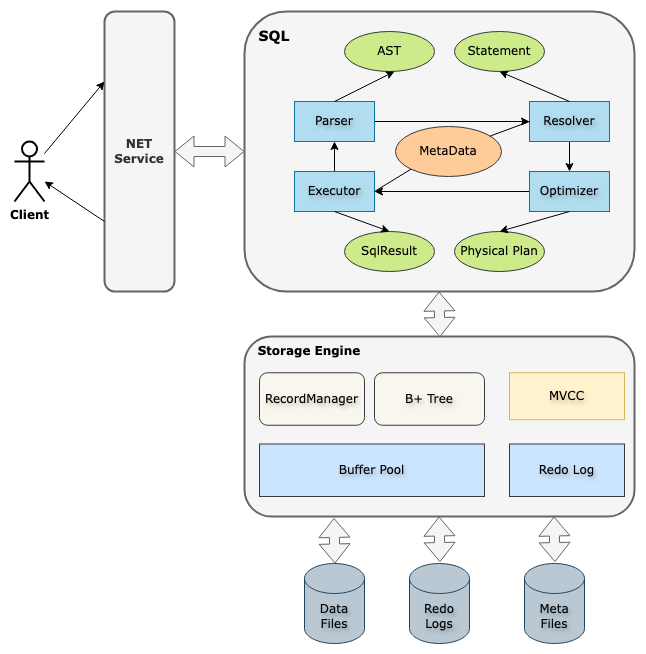 SQL
AST
Statement
Parser
Resolver
NET
Service
MetaData
Executor
Optimizer
Client
SqlResult
Physical Plan
Storage Engine
RecordManager
B+ Tree
MVCC
Buffer Pool
Redo Log
Data
Files
Redo
Logs
Meta
Files